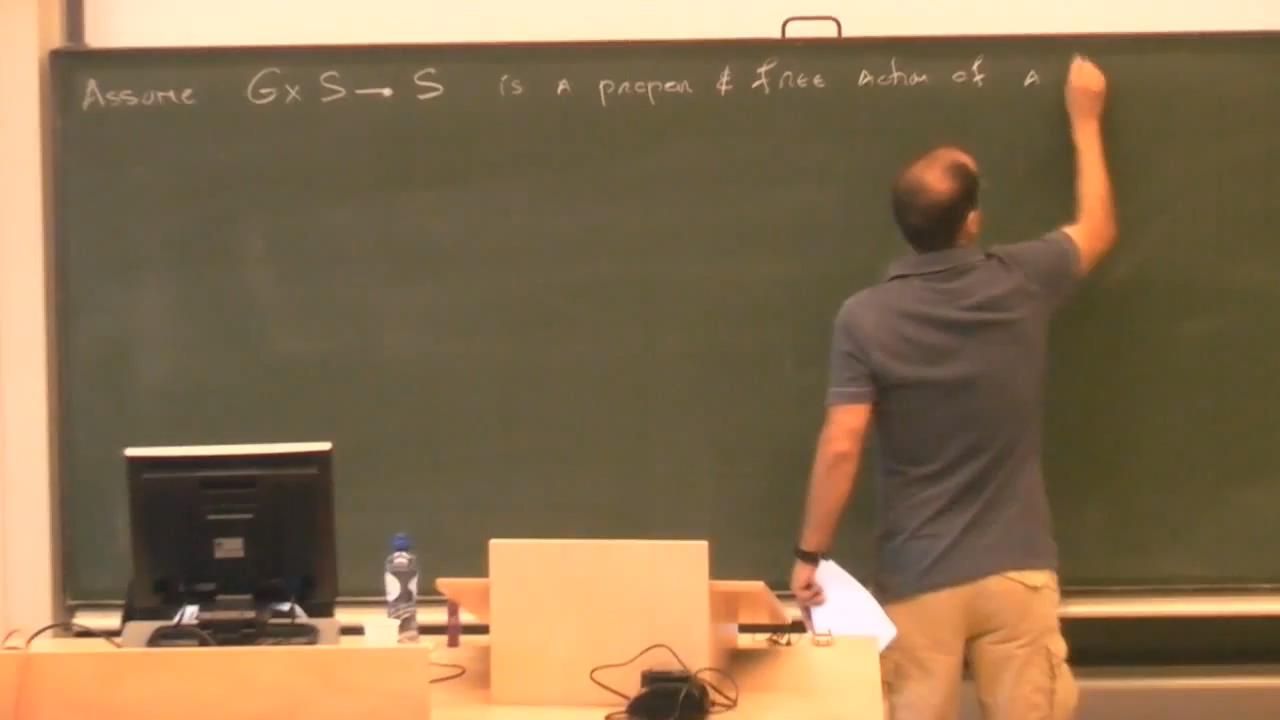 Assume G x S → S is a proper & free action of a